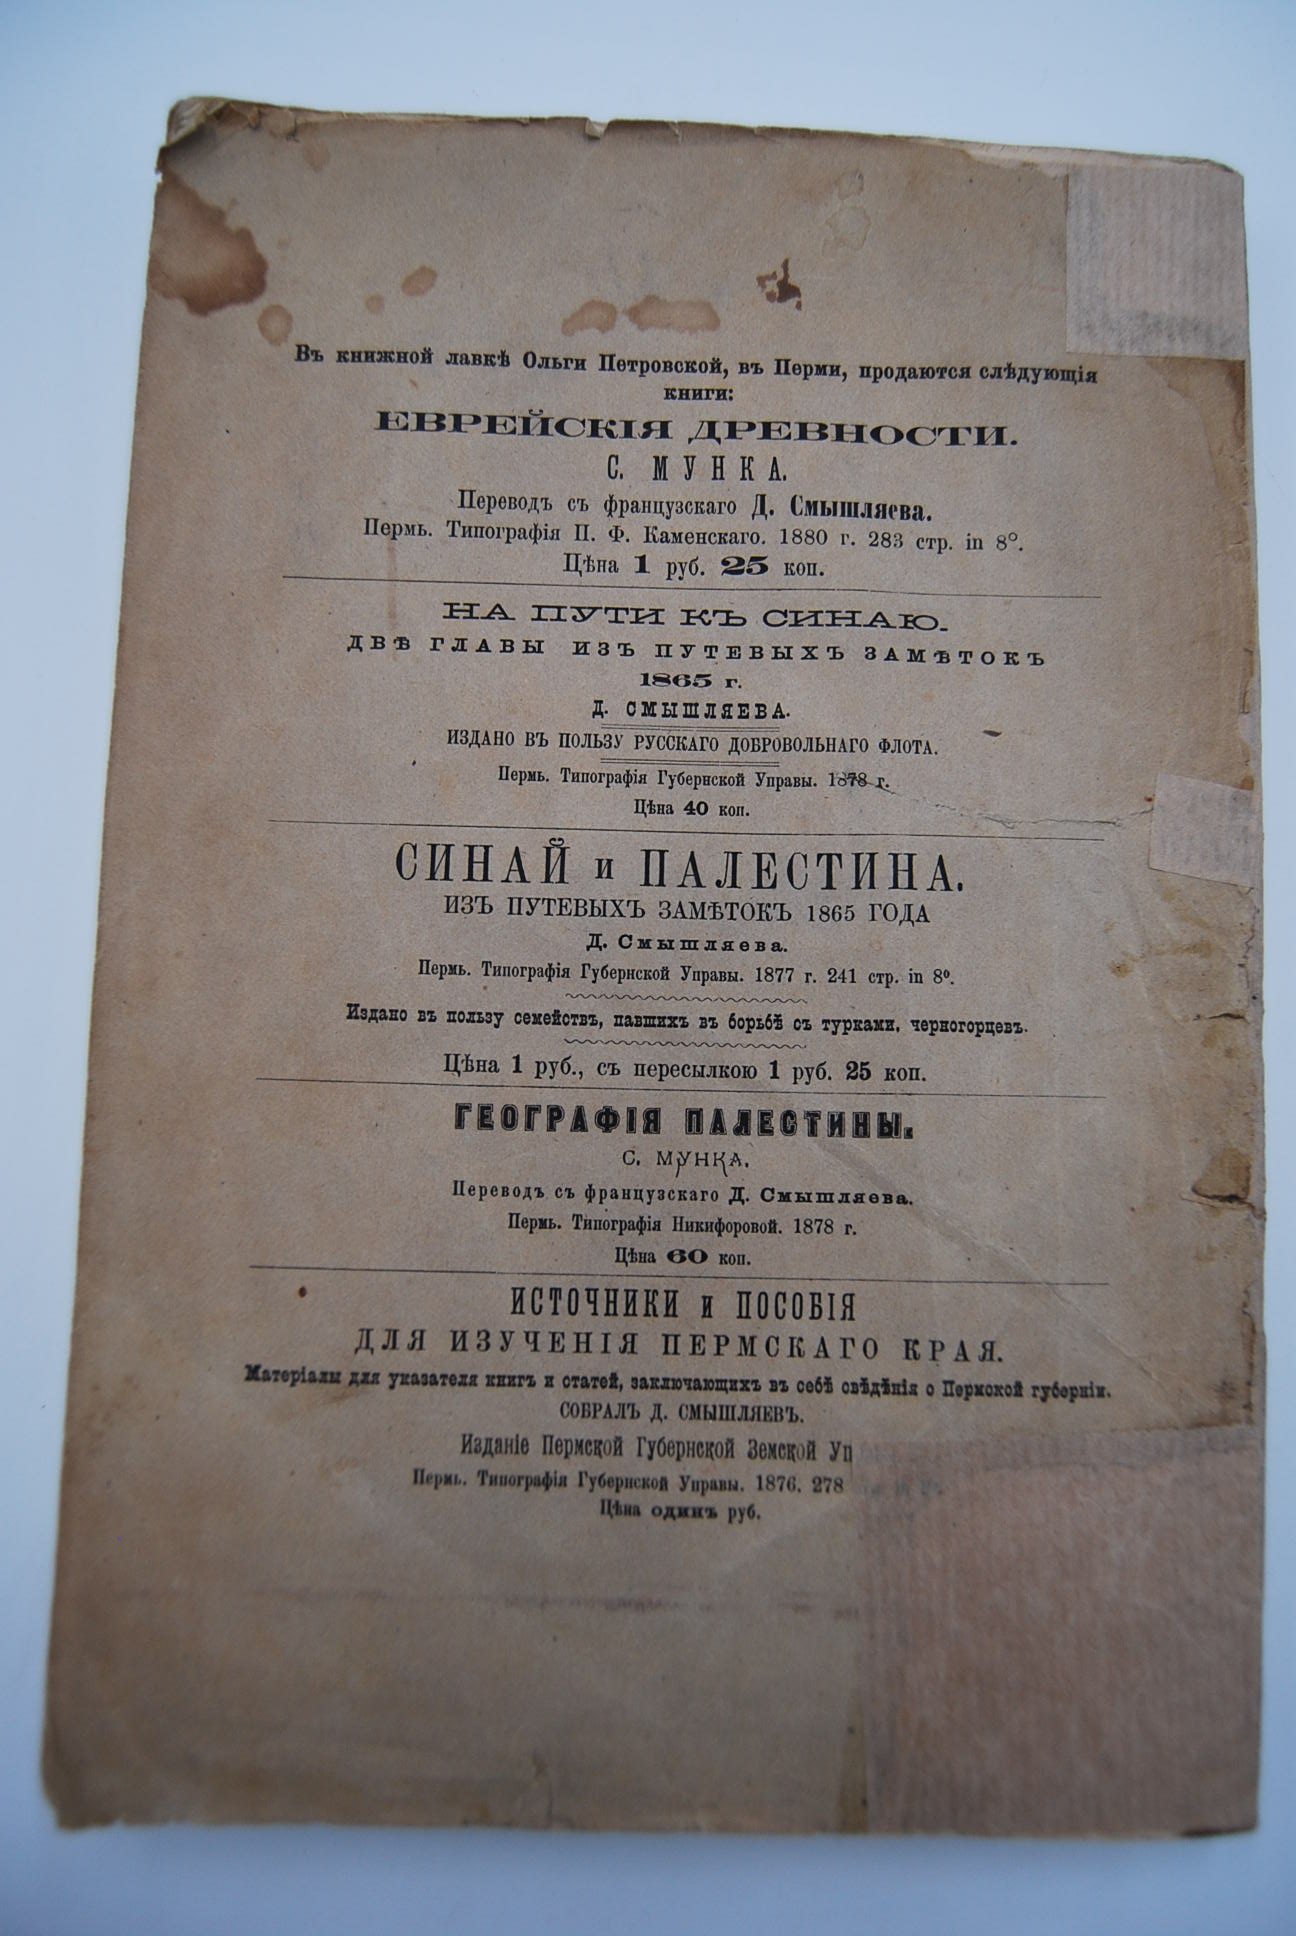 Въ книжной лавкѣ Ольги Петровской, въ Перми, продаются слѣдующія
книги:
ЕВРЕЙСКІЯ ДРЕВНОСТИ.
С. МУНКА.
Переводъ съ французскаго Д. Смышляева.
Пермь. Типографія П. Ф. Каменскаго. 1880 г. 283 стр. in 8°.
Цѣна 1 руб. 25 коп.
НА ПУТИ КЪ СИНАЮ.
ДВѢ ГЛАВЫ ИЗЪ ПУТЕВЫХЪ ЗАМѢТОКЪ
1865 г.
Д. СМЫШЛЯЕВА.
ИЗДАНО ВЪ ПОЛЬЗУ РУССКАГО ДОБРОВОЛЬНАГО ФЛОТА.
Пермь. Типографія Губернской Управы. 1878 г.
Цѣна 40 коп.
СИНАЙ и ПАЛЕСТИНА.
ИЗЪ ПУТЕВЫХЪ ЗАМѢТОКЪ 1865 ГОДА
Д. Смышляева.
Пермь. Типографія Губернской Управы. 1877 г. 241 стр. in 8°.
Издано въ пользу семействъ, павшихъ въ борьбѣ съ турками, черногорцевъ.
Цѣна 1 руб., съ пересылкою 1 руб. 25 коп.
ГЕОГРАФІЯ ПАЛЕСТИНЫ.
С. МУНКА.
Переводъ съ французскаго Д. Смышляева.
Пермь. Типографія Никифоровой. 1878 г.
Цѣна 60 коп.
ИСТОЧНИКИ и ПОСОБІЯ
ДЛЯ ИЗУЧЕНІЯ ПЕРМСКАГО КРАЯ.
Матеріалы для указателя книгъ и статей, заключающихъ въ себѣ свѣдѣнія о Пермской губерніи.
СОБРАЛЪ Д. СМЫШЛЯЕВЪ.
Изданіе Пермской Губернской Земской Уп
Пермь. Типографія Губернской Управы. 1876. 278
Цѣна одинъ руб.